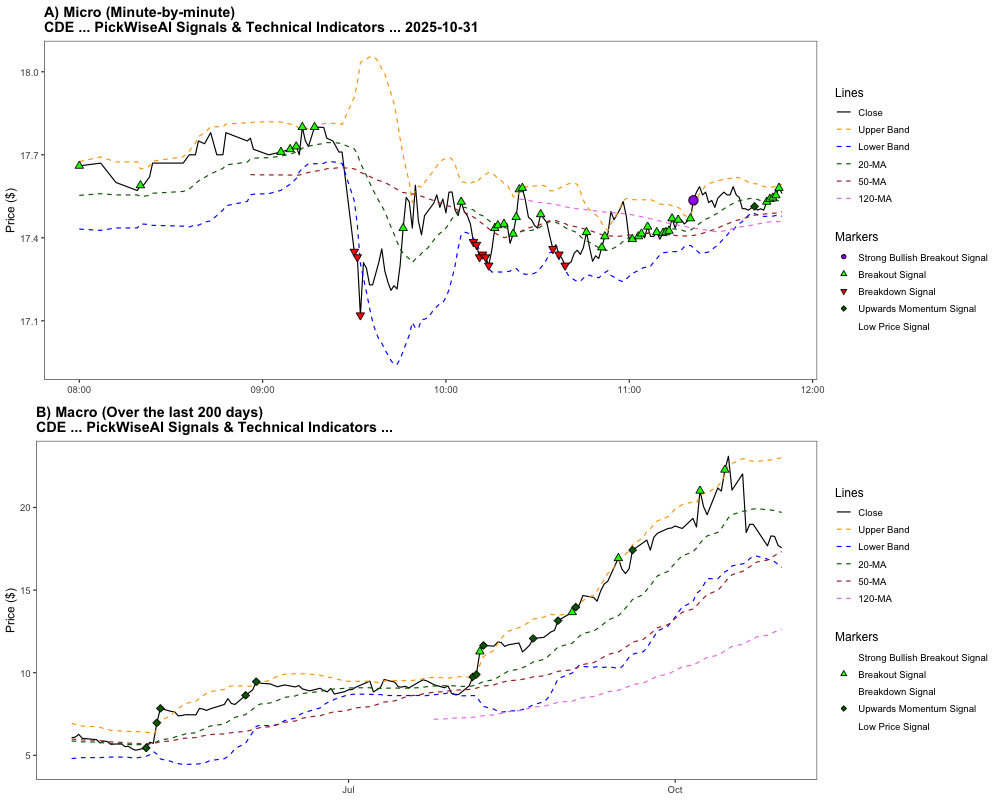 A) Micro (Minute-by-minute)
CDE ... PickWiseAI Signals & Technical Indicators ... 2025-10-31
Price ($)
18.0
17.7
17.4
17.1
08:00
09:00
10:00
11:00
12:00
Lines
Close
Upper Band
Lower Band
20-MA
50-MA
120-MA
Markers
Strong Bullish Breakout Signal
Breakout Signal
Breakdown Signal
Upwards Momentum Signal
Low Price Signal
B) Macro (Over the last 200 days)
CDE ... PickWiseAI Signals & Technical Indicators ...
Price ($)
20
15
10
5
Jul
Oct
Lines
Close
Upper Band
Lower Band
20-MA
50-MA
120-MA
Markers
Strong Bullish Breakout Signal
Breakout Signal
Breakdown Signal
Upwards Momentum Signal
Low Price Signal